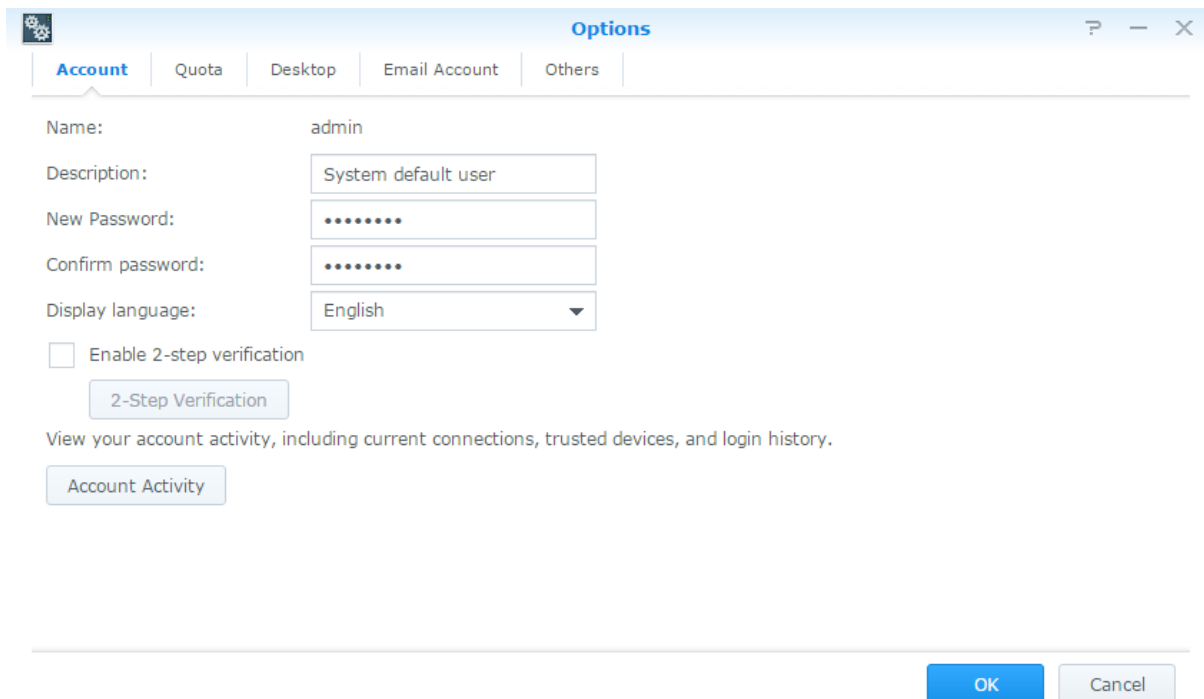 Options
Account Quota Desktop Email Account Others
Name: admin
Description: System default user
New Password: ••••••••
Confirm password: ••••••••
Display language: English
Enable 2-step verification
2-Step Verification
View your account activity, including current connections, trusted devices, and login history.
Account Activity
OK Cancel